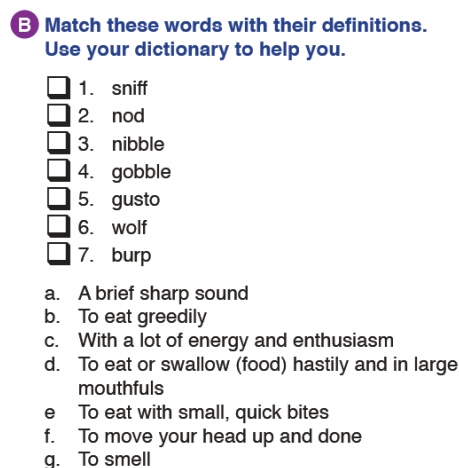 B Match these words with their definitions.
Use your dictionary to help you.
1. sniff
2. nod
3. nibble
4. gobble
5. gusto
6. wolf
7. burp
a. A brief sharp sound
b. To eat greedily
c. With a lot of energy and enthusiasm
d. To eat or swallow (food) hastily and in large
mouthfuls
e To eat with small, quick bites
f. To move your head up and done
g. To smell